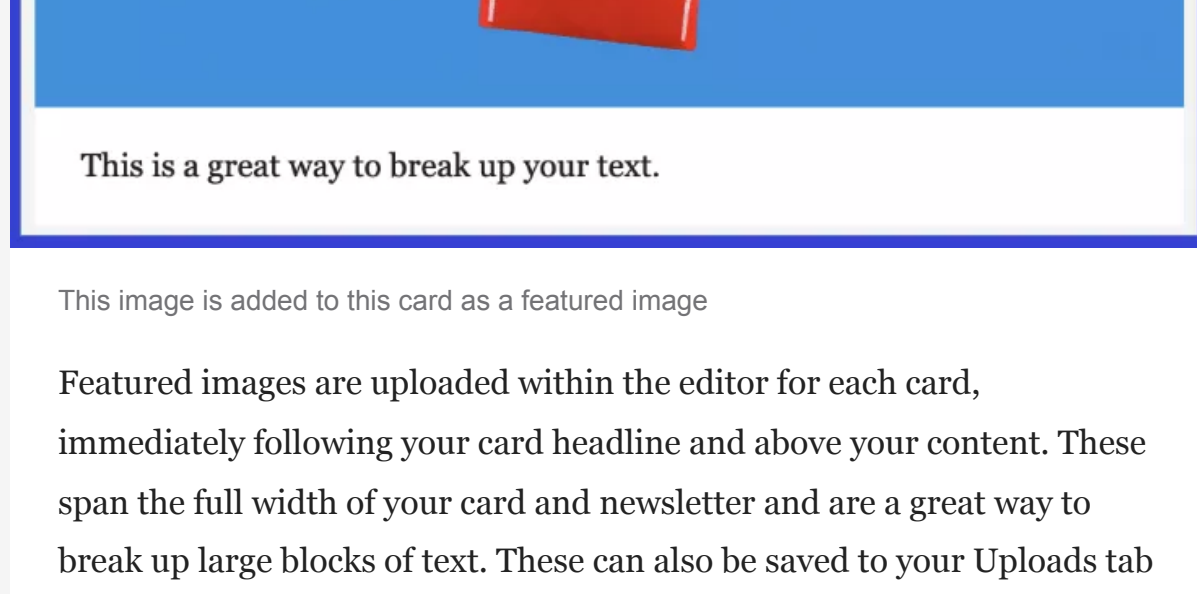 This is a great way to break up your text.
This image is added to this card as a featured image
Featured images are uploaded within the editor for each card,
immediately following your card headline and above your content. These
span the full width of your card and newsletter and are a great way to
break up large blocks of text. These can also be saved to your Uploads tab